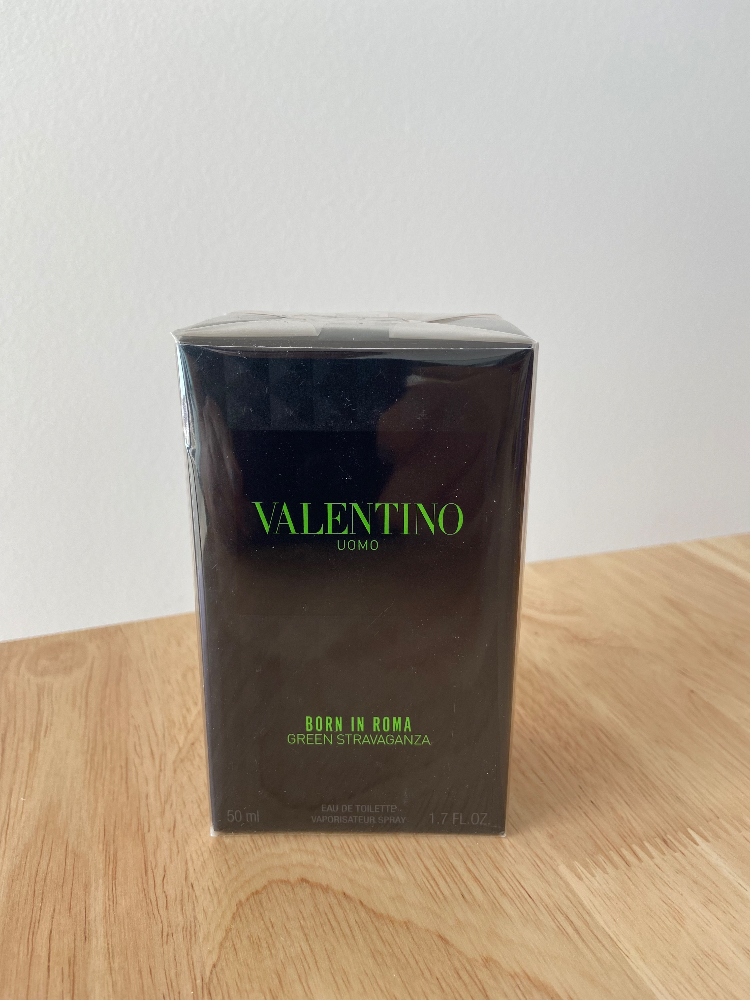 VALENTINO
UOMO
BORN IN ROMA
GREEN STRAVAGANZA
EAU DE TOILETTE
50 ml VAPORISATEUR SPRAY 1.7 FL.OZ.